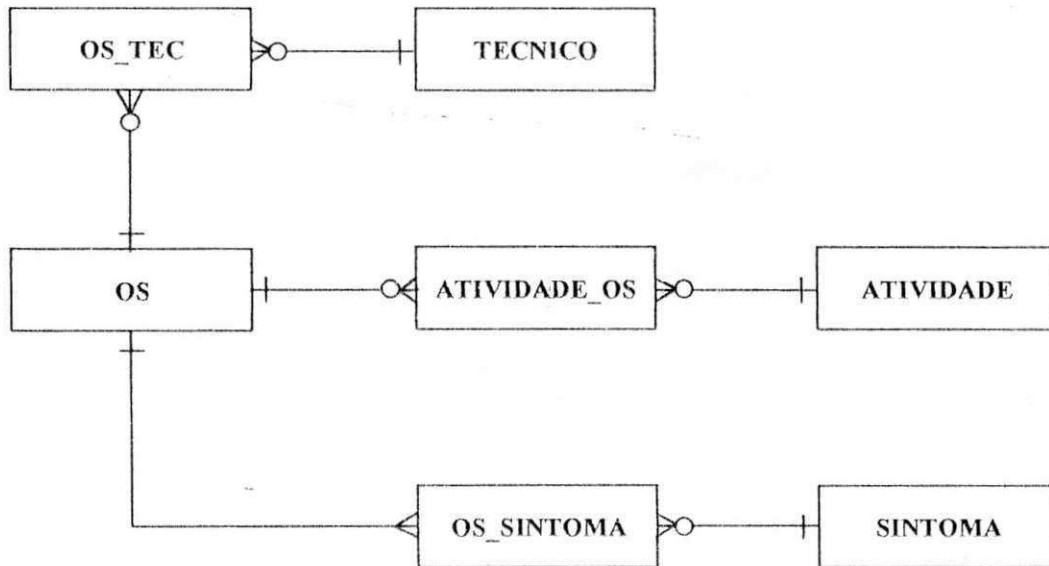 OS_TEC
TECNICO
OS
ATIVIDADE_OS
ATIVIDADE
OS_SINTOMA
SINTOMA